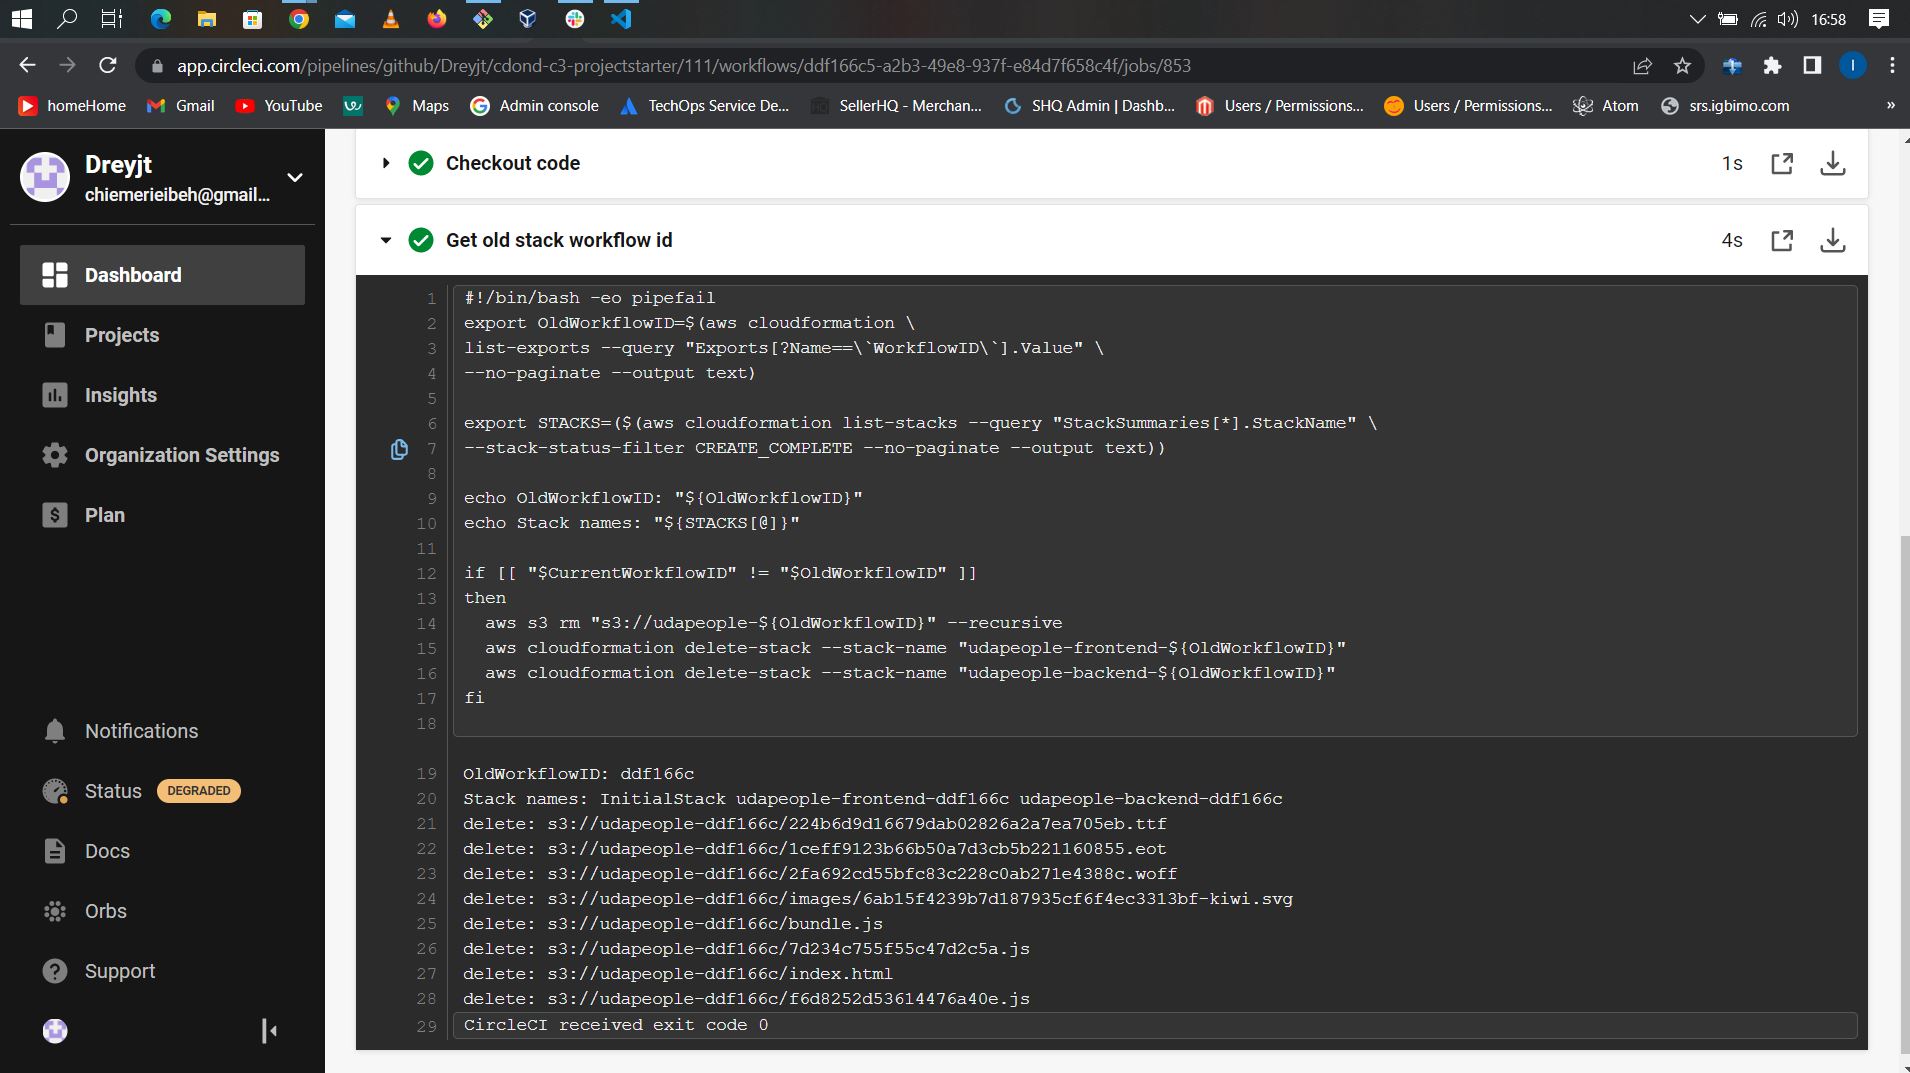 16:58
app.circleci.com/pipelines/github/Dreyjt/cdond-c3-projectstarter/111/workflows/ddf166c5-a2b3-49e8-937f-e84d7f658c4f/jobs/853
I
homeHome Gmail YouTube Maps Admin console TechOps Service De... SellerHQ - Merchan... SHQ Admin | Dashb... Users / Permissions... Users / Permissions... Atom srs.igbimo.com »
Dreyjt
chiemerieibeh@gmail...
Dashboard
Projects
Insights
Organization Settings
Plan
Notifications
Status DEGRADED
Docs
Orbs
Support
Checkout code 1s
Get old stack workflow id 4s
1 #!/bin/bash -eo pipefail
2 export OldWorkflowID=$(aws cloudformation \
3 list-exports --query "Exports[?Name==\`WorkflowID\`].Value" \
4 --no-paginate --output text)
5
6 export STACKS=($(aws cloudformation list-stacks --query "StackSummaries[*].StackName" \
7 --stack-status-filter CREATE_COMPLETE --no-paginate --output text))
8
9 echo OldWorkflowID: "${OldWorkflowID}"
10 echo Stack names: "${STACKS[@]}"
11
12 if [[ "$CurrentWorkflowID" != "$OldWorkflowID" ]]
13 then
14 aws s3 rm "s3://udapeople-${OldWorkflowID}" --recursive
15 aws cloudformation delete-stack --stack-name "udapeople-frontend-${OldWorkflowID}"
16 aws cloudformation delete-stack --stack-name "udapeople-backend-${OldWorkflowID}"
17 fi
18
19 OldWorkflowID: ddf166c
20 Stack names: InitialStack udapeople-frontend-ddf166c udapeople-backend-ddf166c
21 delete: s3://udapeople-ddf166c/224b6d9d16679dab02826a2a7ea705eb.ttf
22 delete: s3://udapeople-ddf166c/1ceff9123b66b50a7d3cb5b221160855.eot
23 delete: s3://udapeople-ddf166c/2fa692cd55bfc83c228c0ab271e4388c.woff
24 delete: s3://udapeople-ddf166c/images/6ab15f4239b7d187935cf6f4ec3313bf-kiwi.svg
25 delete: s3://udapeople-ddf166c/bundle.js
26 delete: s3://udapeople-ddf166c/7d234c755f55c47d2c5a.js
27 delete: s3://udapeople-ddf166c/index.html
28 delete: s3://udapeople-ddf166c/f6d8252d53614476a40e.js
29 CircleCI received exit code 0